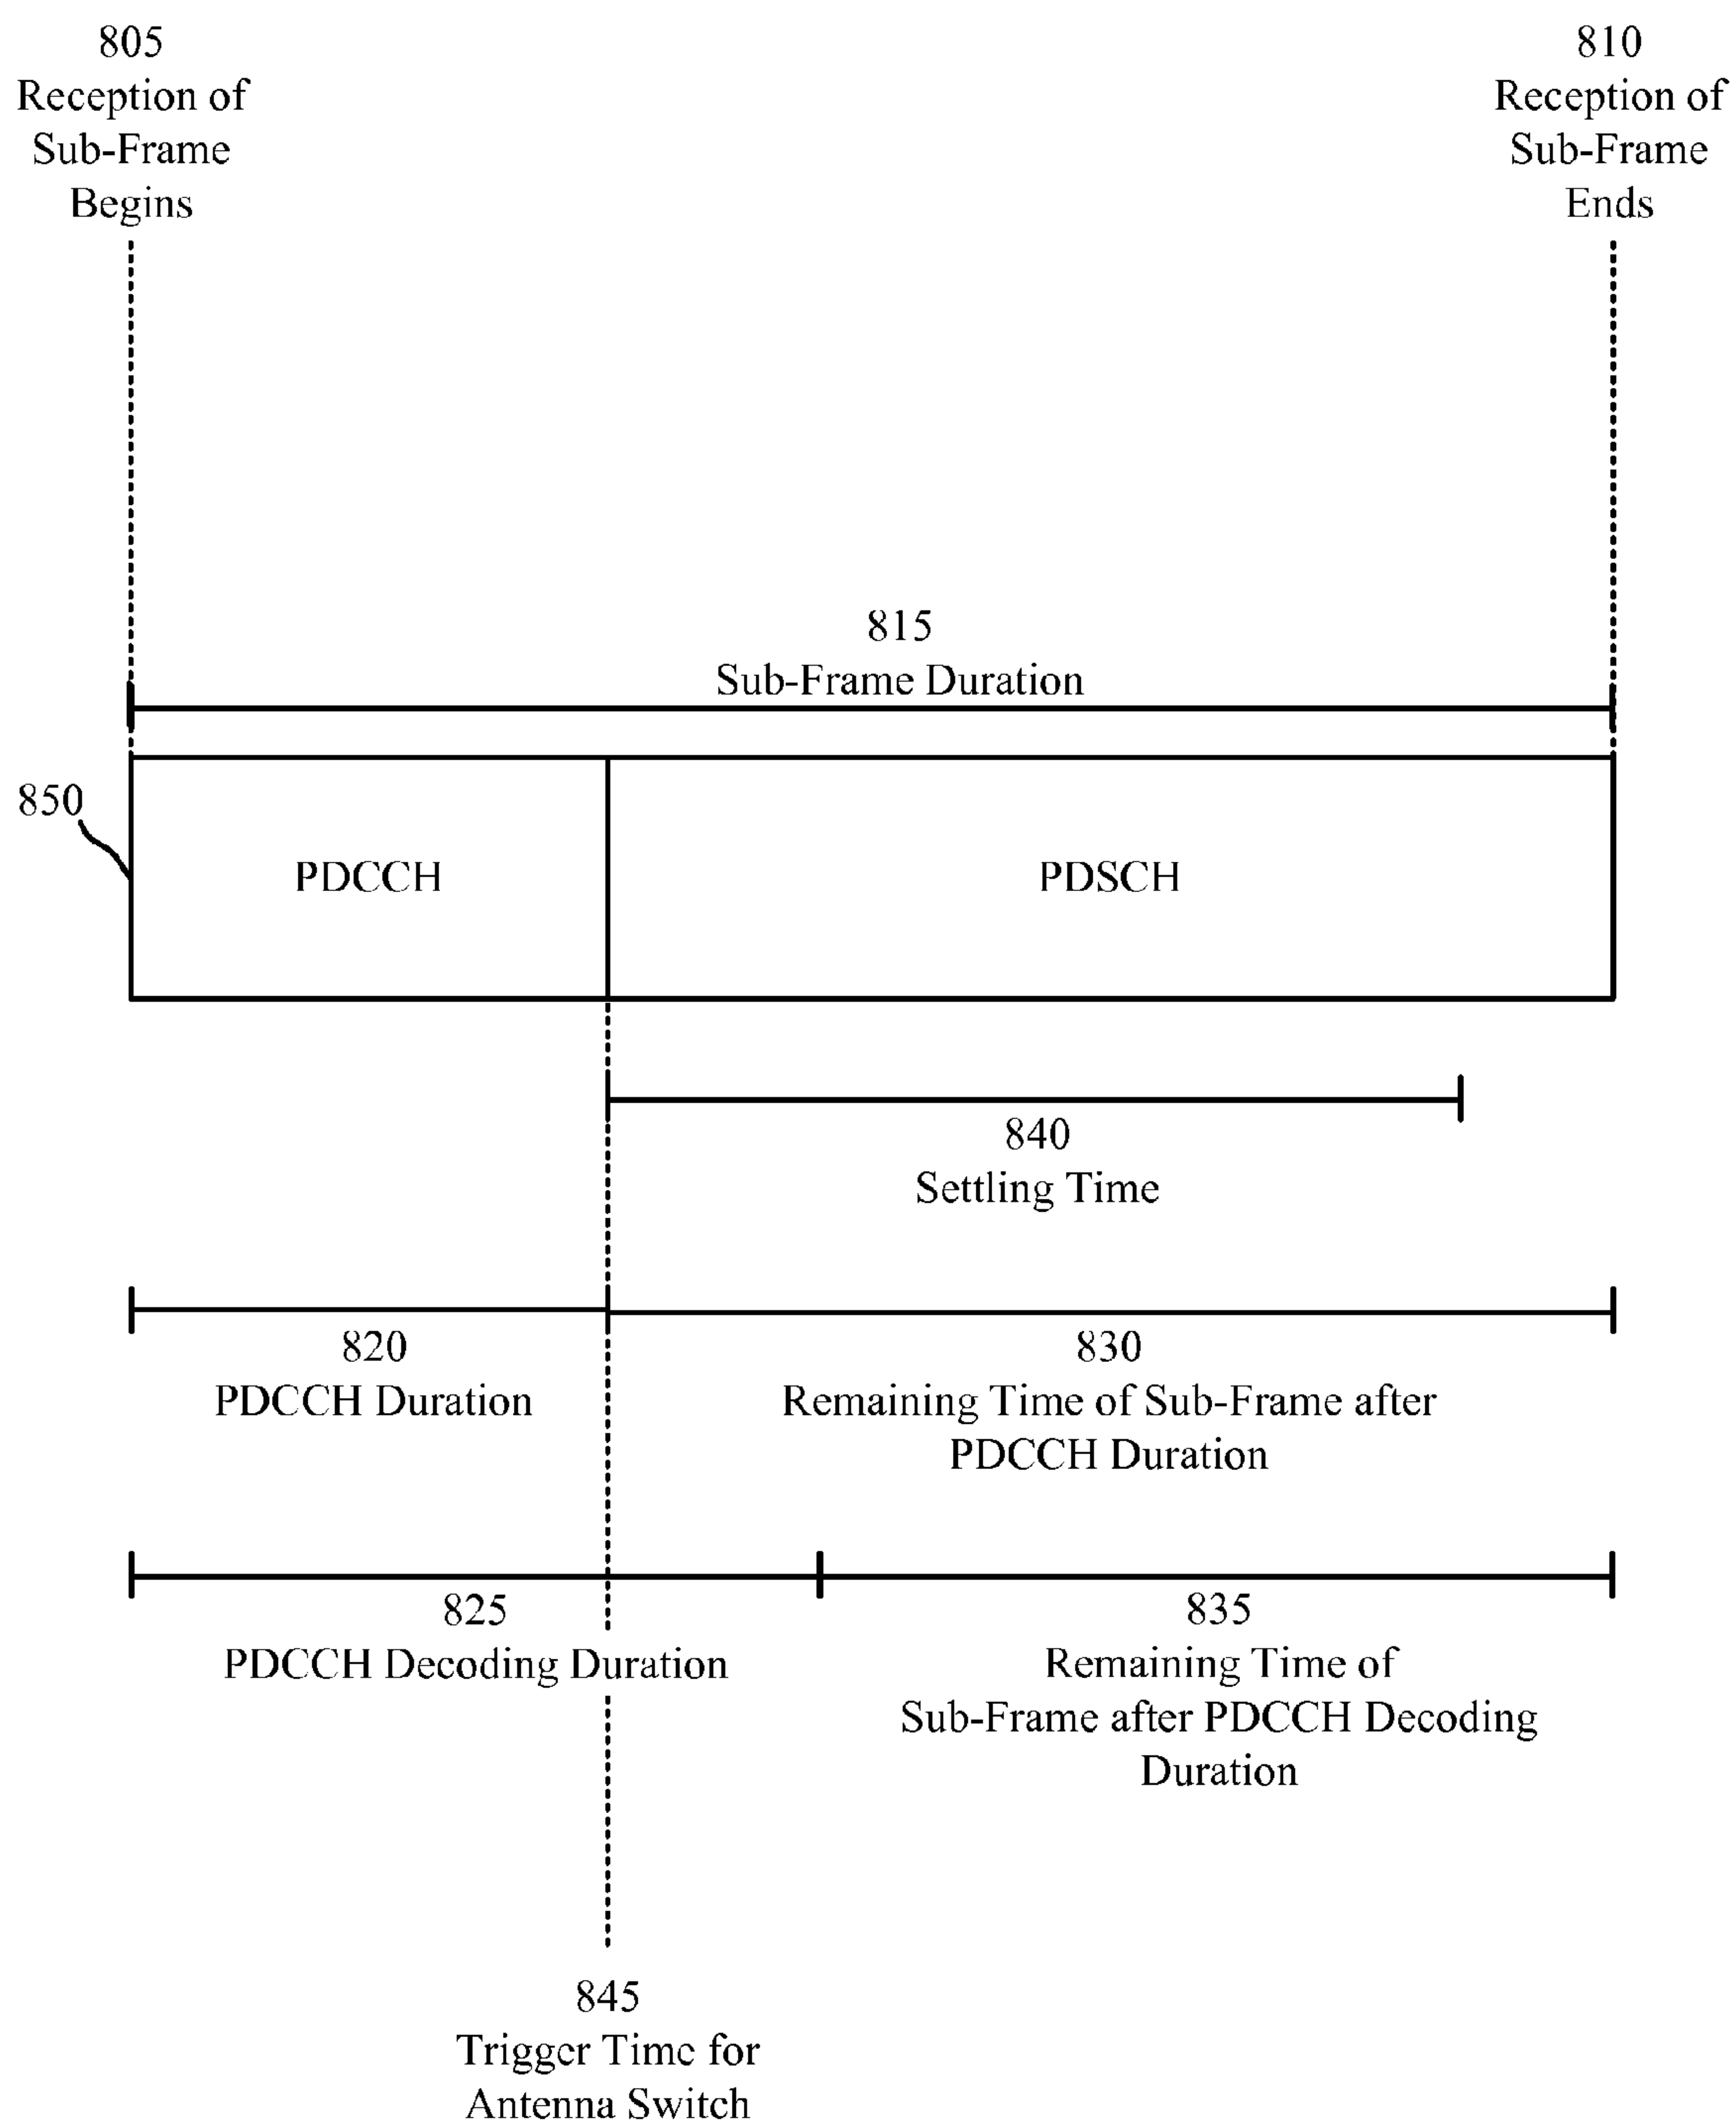 805
Reception of
Sub-Frame
Begins
810
Reception of
Sub-Frame
Ends
815
Sub-Frame Duration
850
PDCCH
PDSCH
840
Settling Time
820
PDCCH Duration
830
Remaining Time of Sub-Frame after
PDCCH Duration
825
PDCCH Decoding Duration
835
Remaining Time of
Sub-Frame after PDCCH Decoding
Duration
845
Trigger Time for
Antenna Switch